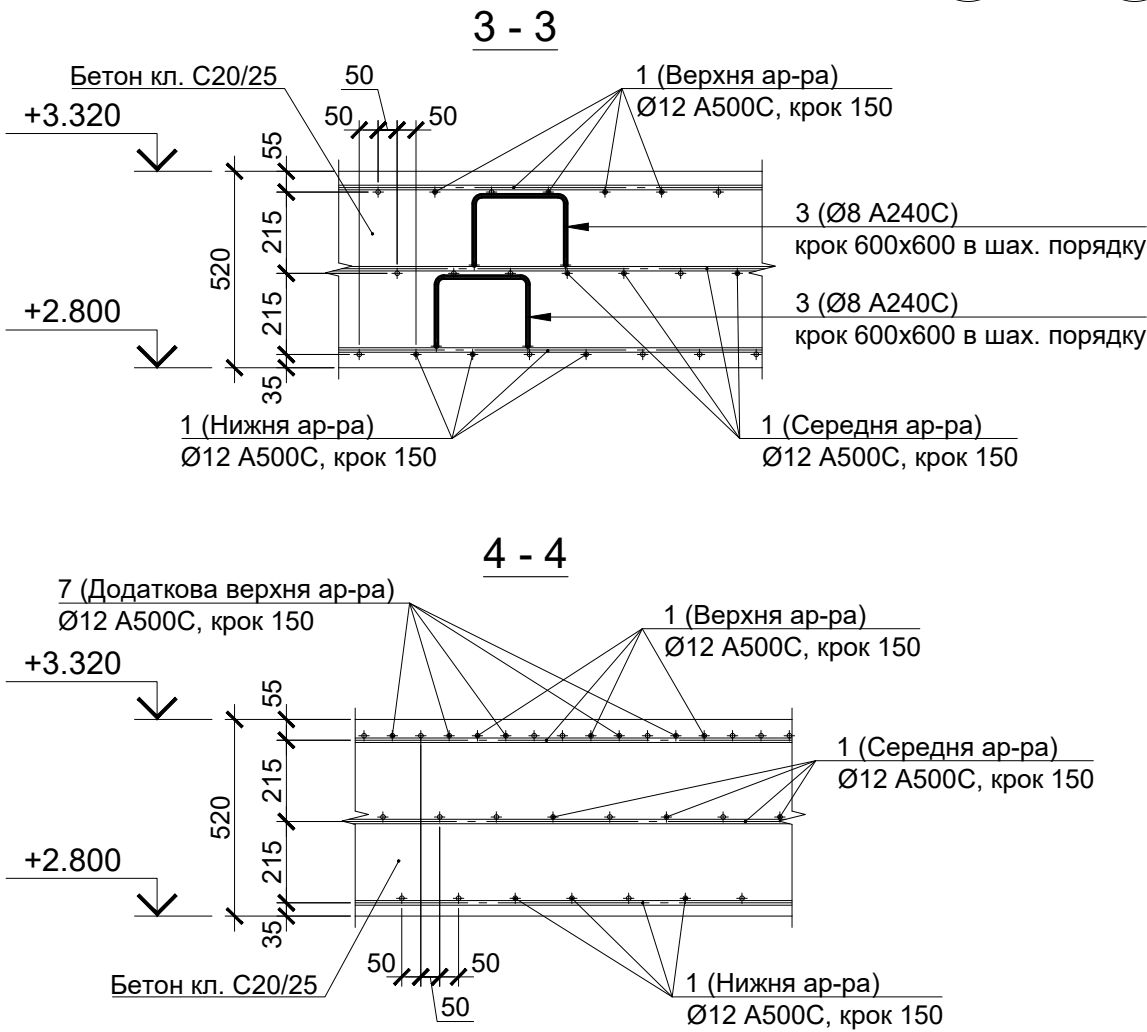 3 - 3
Бетон кл. С20/25
50
1 (Верхня ар-ра)
Ø12 А500С, крок 150
+3.320
50
50
55
3 (Ø8 А240С)
крок 600х600 в шах. порядку
215
520
+2.800
215
3 (Ø8 А240С)
крок 600х600 в шах. порядку
35
1 (Нижня ар-ра)
Ø12 А500С, крок 150
1 (Середня ар-ра)
Ø12 А500С, крок 150
4 - 4
7 (Додаткова верхня ар-ра)
Ø12 А500С, крок 150
1 (Верхня ар-ра)
Ø12 А500С, крок 150
+3.320
55
1 (Середня ар-ра)
Ø12 А500С, крок 150
215
520
+2.800
215
35
50
50
50
Бетон кл. С20/25
1 (Нижня ар-ра)
Ø12 А500С, крок 150